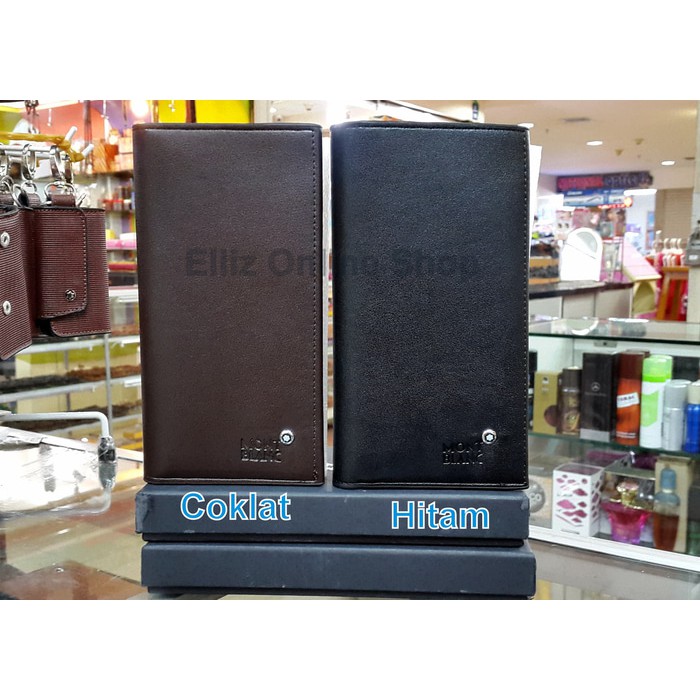 Elliz Online Shop
MONT
BLANC
MONT
BLANC
Coklat
Hitam